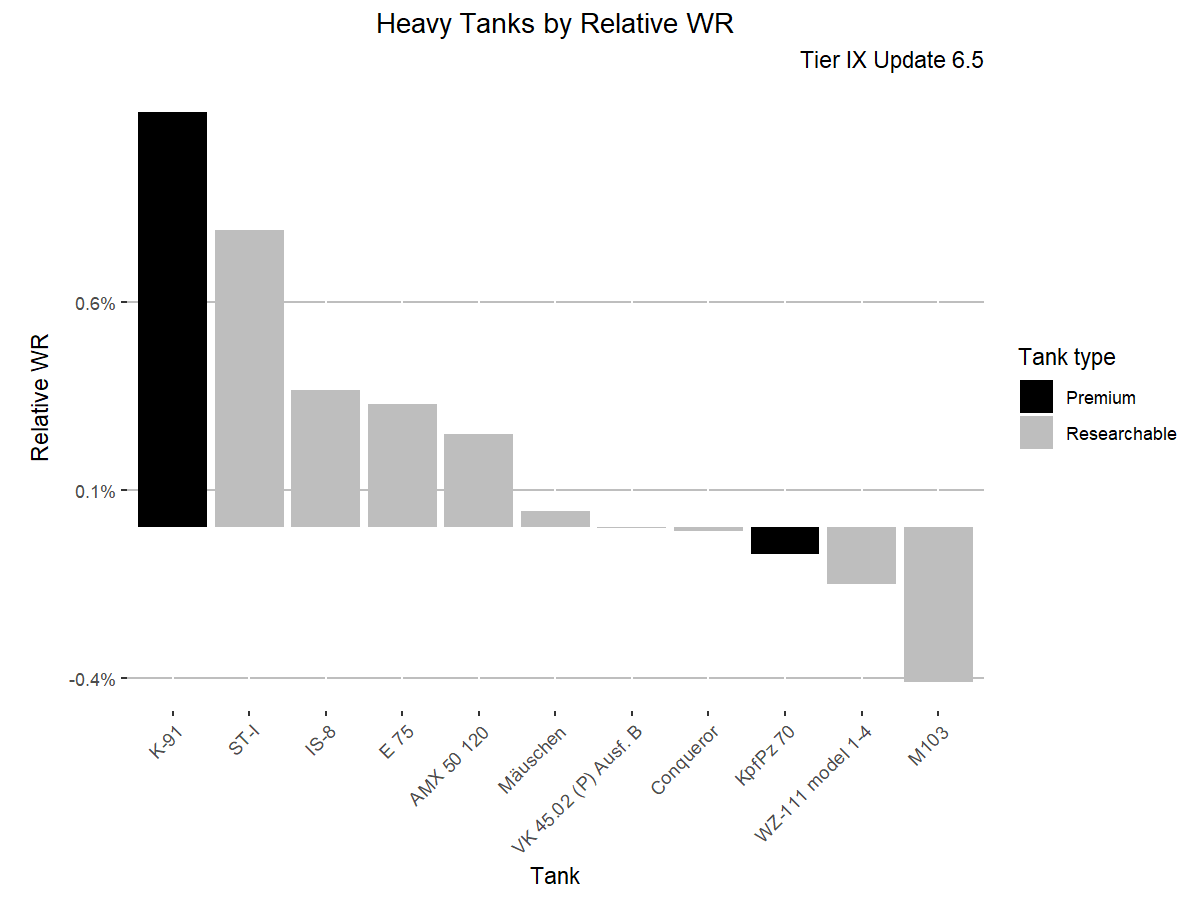 Heavy Tanks by Relative WR
Tier IX Update 6.5
Relative WR
0.6%
0.1%
-0.4%
K-91
ST-I
IS-8
E 75
AMX 50 120
Mäuschen
VK 45.02 (P) Ausf. B
Conqueror
KpfPz 70
WZ-111 model 1-4
M103
Tank
Tank type
Premium
Researchable